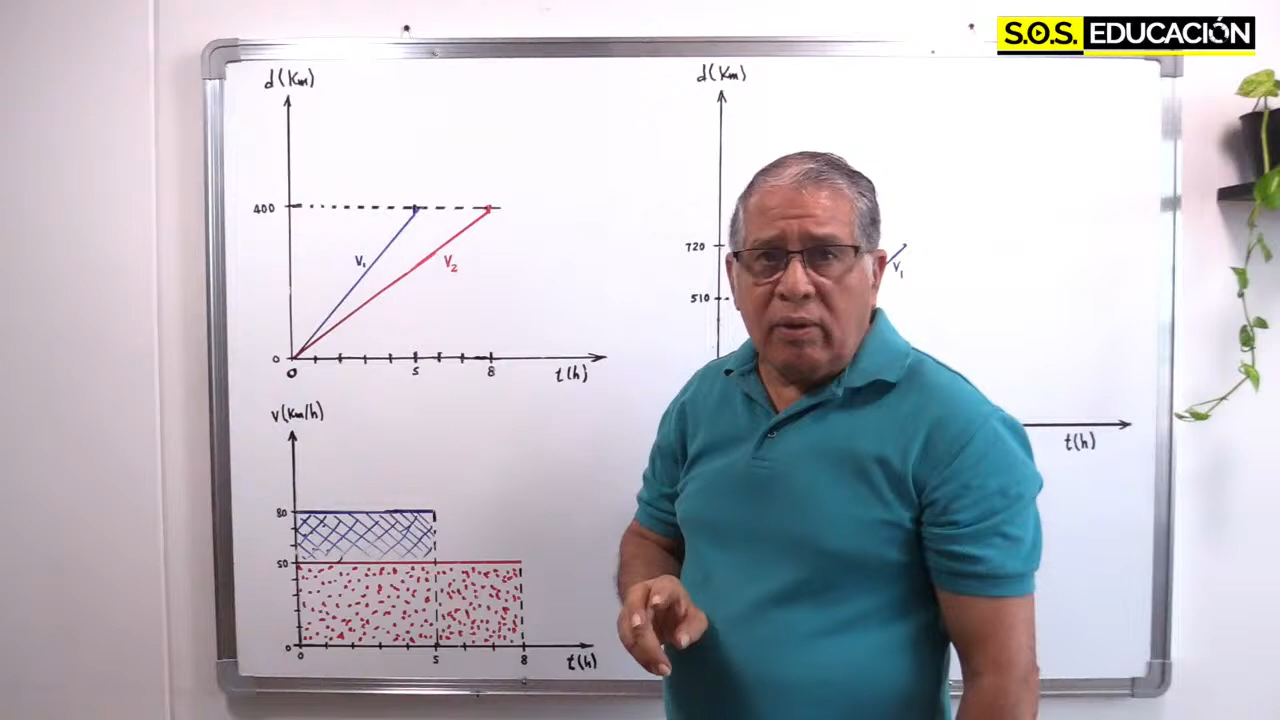 S.O.S. EDUCACIÓN
d(Km)
400
V₁
V₂
0
0
5
8
t(h)
v(Km/h)
80
50
0
0
5
8
t(h)
d(Km)
720
510
V₁
t(h)